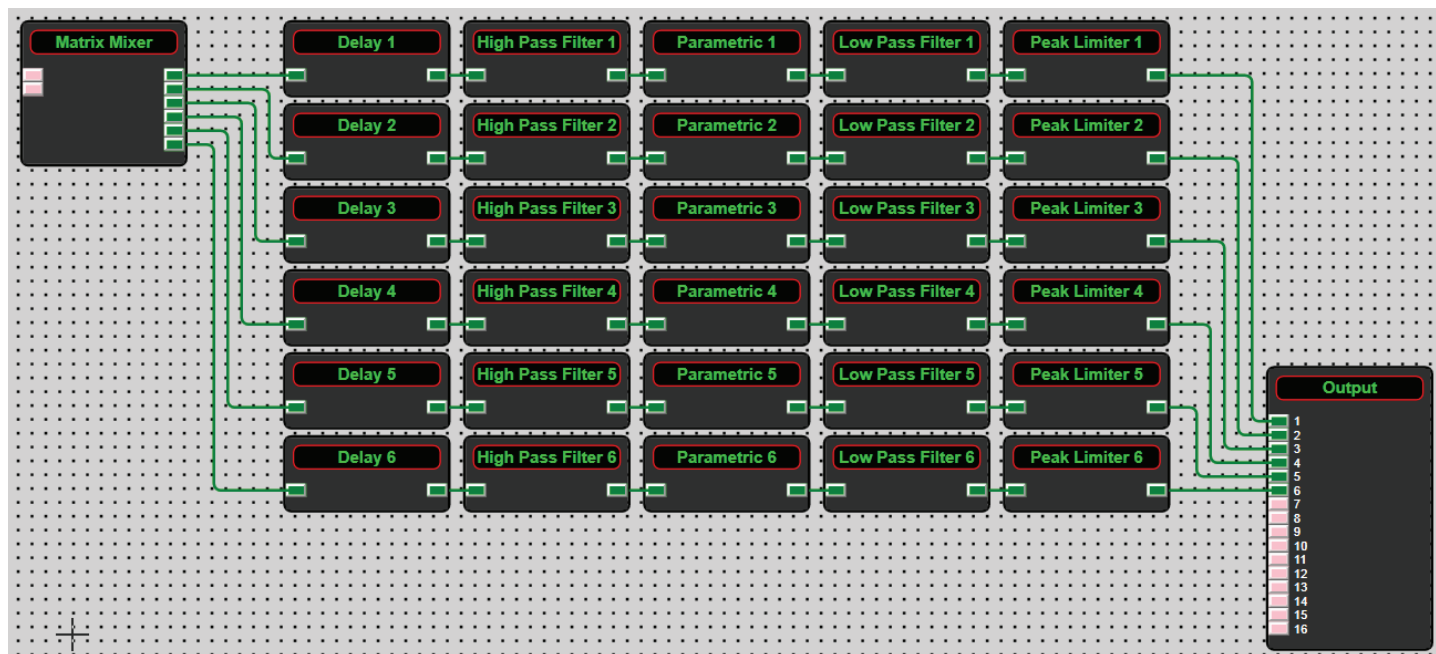 Matrix Mixer
Delay 1
High Pass Filter 1
Parametric 1
Low Pass Filter 1
Peak Limiter 1
Delay 2
High Pass Filter 2
Parametric 2
Low Pass Filter 2
Peak Limiter 2
Delay 3
High Pass Filter 3
Parametric 3
Low Pass Filter 3
Peak Limiter 3
Delay 4
High Pass Filter 4
Parametric 4
Low Pass Filter 4
Peak Limiter 4
Delay 5
High Pass Filter 5
Parametric 5
Low Pass Filter 5
Peak Limiter 5
Delay 6
High Pass Filter 6
Parametric 6
Low Pass Filter 6
Peak Limiter 6
Output
1
2
3
4
5
6
7
8
9
10
11
12
13
14
15
16